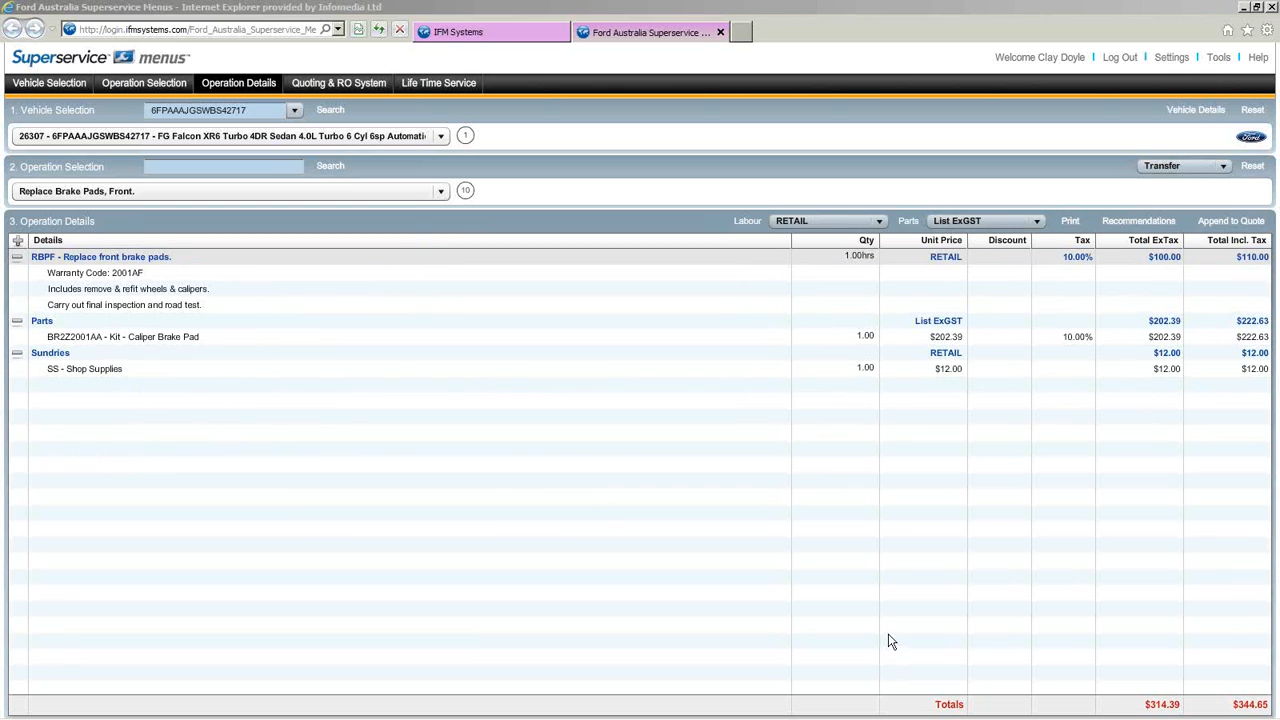 Ford Australia Superservice Menus - Internet Explorer provided by Infomedia Ltd
http://login.ifmsystems.com/Ford_Australia_Superservice_Me
IFM Systems
Ford Australia Superservice ...
Superservice menus
Welcome Clay Doyle Log Out Settings Tools Help
Vehicle Selection Operation Selection Operation Details Quoting & RO System Life Time Service
1. Vehicle Selection 6FPAAAJGSWBS42717 Search Vehicle Details Reset
26307 - 6FPAAAJGSWBS42717 - FG Falcon XR6 Turbo 4DR Sedan 4.0L Turbo 6 Cyl 6sp Automati 1 Ford
2. Operation Selection Search Transfer Reset
Replace Brake Pads, Front. 10
3. Operation Details Labour RETAIL Parts List ExGST Print Recommendations Append to Quote
Details Qty Unit Price Discount Tax Total ExTax Total Incl. Tax
RBPF - Replace front brake pads. 1.00hrs RETAIL 10.00% $100.00 $110.00
Warranty Code: 2001AF
Includes remove & refit wheels & calipers.
Carry out final inspection and road test.
Parts List ExGST $202.39 $222.63
BR2Z2001AA - Kit - Caliper Brake Pad 1.00 $202.39 10.00% $202.39 $222.63
Sundries RETAIL $12.00 $12.00
SS - Shop Supplies 1.00 $12.00 $12.00 $12.00
Totals $314.39 $344.65